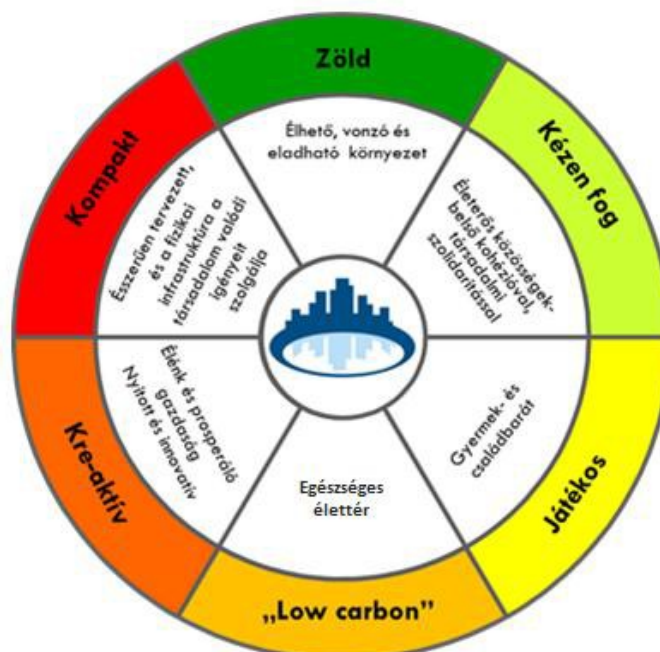 Zöld
Élhető, vonzó és
eladható környezet
Kézen fog
Életerős közösségek-
belső kohézióval,
társadalmi
szolidaritással
Játékos
Gyermek- és
családbarát
„Low carbon”
Egészséges
élettér
Kre-aktív
Élénk és prosperáló
gazdaság
Nyitott és innovatív
Kompakt
Ésszerűen tervezett,
és a fizikai
infrastruktúra a
társadalom valódi
igényeit
szolgálja